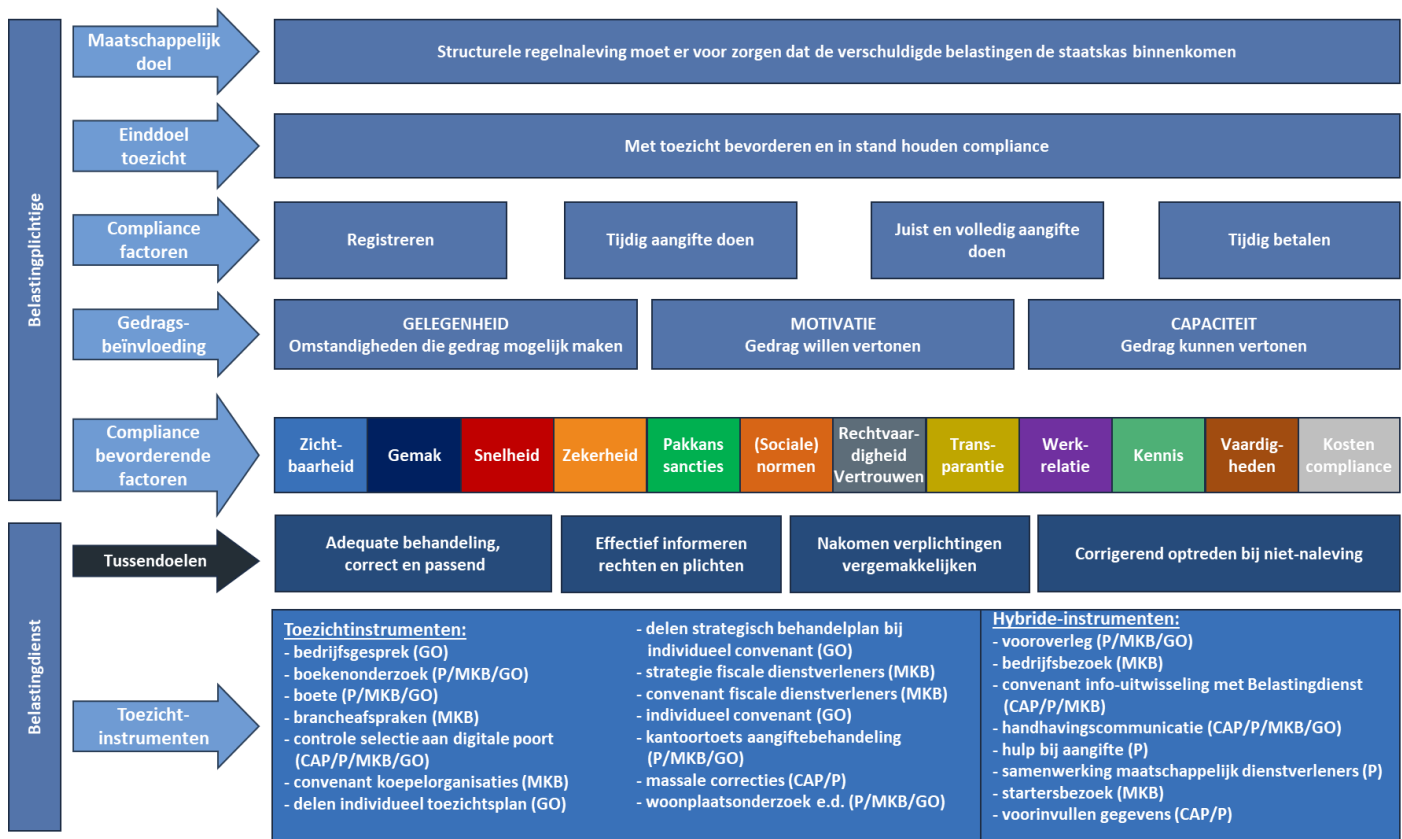 Belastingplichtige
Maatschappelijk
doel
Structurele regelnaleving moet er voor zorgen dat de verschuldigde belastingen de staatskas binnenkomen
Einddoel
toezicht
Met toezicht bevorderen en in stand houden compliance
Compliance
factoren
Registreren
Tijdig aangifte doen
Juist en volledig aangifte
doen
Tijdig betalen
Gedrags-
beïnvloeding
GELEGENHEID
Omstandigheden die gedrag mogelijk maken
MOTIVATIE
Gedrag willen vertonen
CAPACITEIT
Gedrag kunnen vertonen
Compliance
bevorderende
factoren
Zicht-
baarheid
Gemak
Snelheid
Zekerheid
Pakkans
sancties
(Sociale)
normen
Rechtvaar-
digheid
Vertrouwen
Trans-
parantie
Werk-
relatie
Kennis
Vaardig-
heden
Kosten
compliance
Belastingdienst
Tussendoelen
Adequate behandeling,
correct en passend
Effectief informeren
rechten en plichten
Nakomen verplichtingen
vergemakkelijken
Corrigerend optreden bij niet-naleving
Toezicht-
instrumenten
Toezichtinstrumenten:
- bedrijfsgesprek (GO)
- boekenonderzoek (P/MKB/GO)
- boete (P/MKB/GO)
- brancheafspraken (MKB)
- controle selectie aan digitale poort
(CAP/P/MKB/GO)
- convenant koepelorganisaties (MKB)
- delen individueel toezichtsplan (GO)
- delen strategisch behandelplan bij
individueel convenant (GO)
- strategie fiscale dienstverleners (MKB)
- convenant fiscale dienstverleners (MKB)
- individueel convenant (GO)
- kantoortoets aangiftebehandeling
(P/MKB/GO)
- massale correcties (CAP/P)
- woonplaatsonderzoek e.d. (P/MKB/GO)
Hybride-instrumenten:
- vooroverleg (P/MKB/GO)
- bedrijfsbezoek (MKB)
- convenant info-uitwisseling met Belastingdienst
(CAP/P/MKB)
- handhavingscommunicatie (CAP/P/MKB/GO)
- hulp bij aangifte (P)
- samenwerking maatschappelijk dienstverleners (P)
- startersbezoek (MKB)
- voorinvullen gegevens (CAP/P)